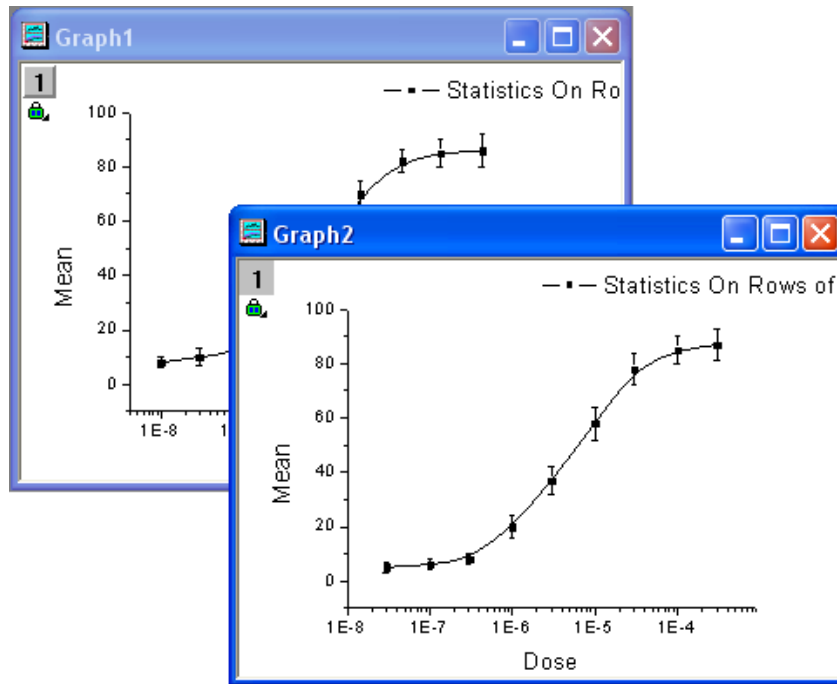 Graph1
1
Statistics On Ro
100
80
60
40
20
0
Mean
1E-8
Graph2
1
Statistics On Rows of
100
80
60
40
20
0
Mean
1E-8 1E-7 1E-6 1E-5 1E-4
Dose